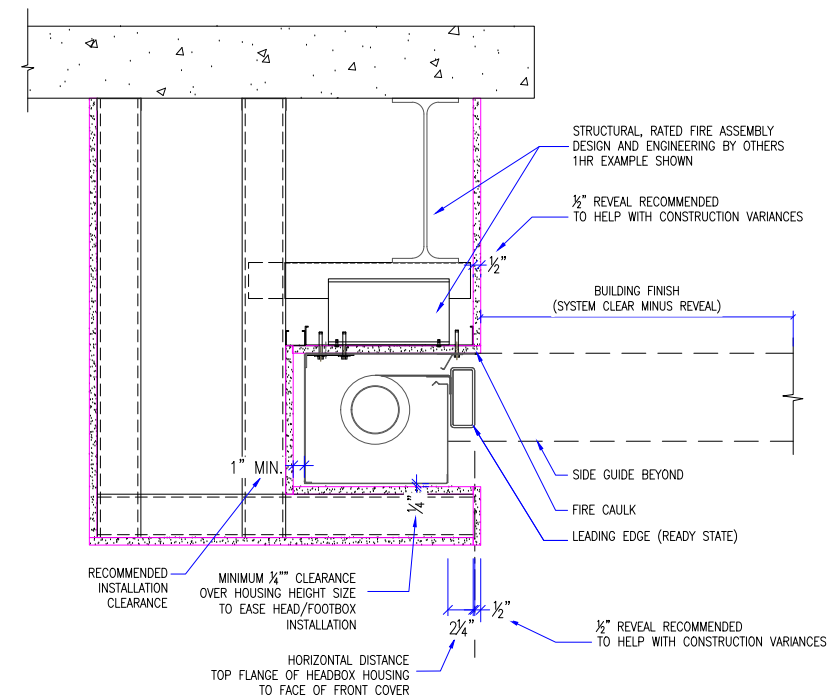 STRUCTURAL, RATED FIRE ASSEMBLY
DESIGN AND ENGINEERING BY OTHERS
1HR EXAMPLE SHOWN
½" REVEAL RECOMMENDED
TO HELP WITH CONSTRUCTION VARIANCES
½"
BUILDING FINISH
(SYSTEM CLEAR MINUS REVEAL)
1" MIN.
SIDE GUIDE BEYOND
¼"
FIRE CAULK
LEADING EDGE (READY STATE)
RECOMMENDED
INSTALLATION
CLEARANCE
MINIMUM ¼"" CLEARANCE
OVER HOUSING HEIGHT SIZE
TO EASE HEAD/FOOTBOX
INSTALLATION
½"
2¼"
½" REVEAL RECOMMENDED
TO HELP WITH CONSTRUCTION VARIANCES
HORIZONTAL DISTANCE
TOP FLANGE OF HEADBOX HOUSING
TO FACE OF FRONT COVER